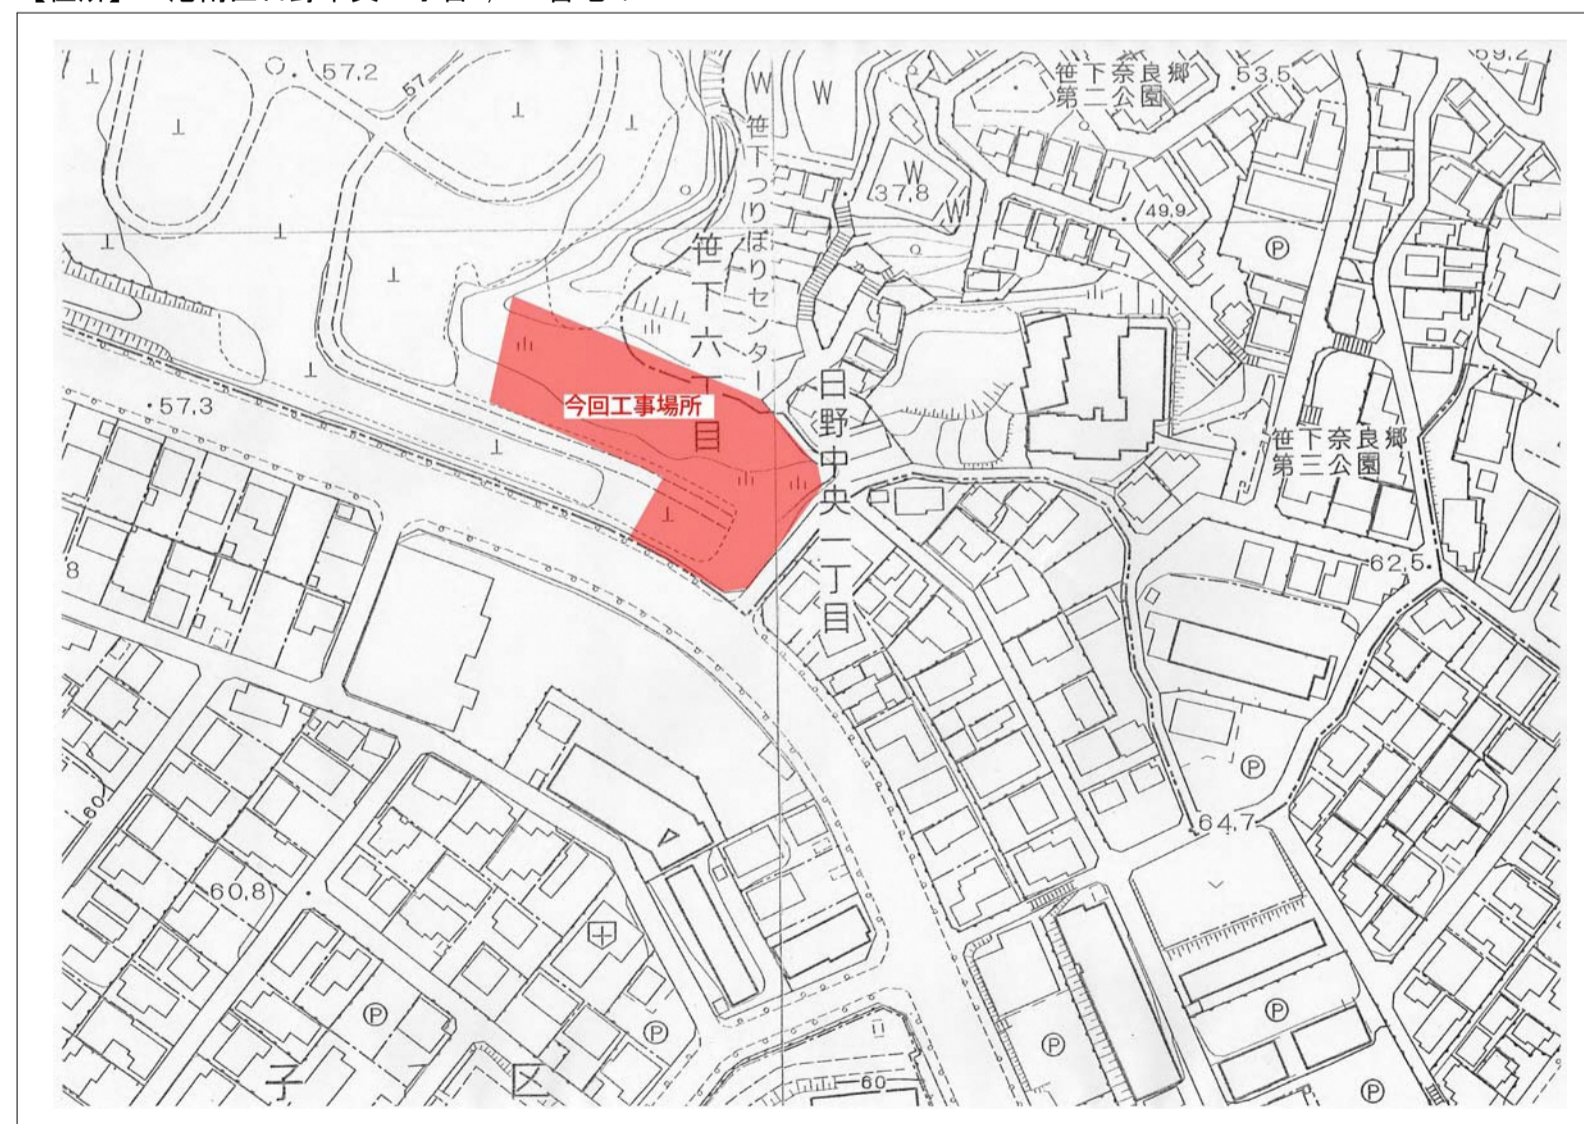 57.2
57
W
W
笹下奈良郷
第二公園
53.5
W
37.8
W
49.9
P
笹下つりぼりセンター
笹下六丁目
今回工事場所
日野中央一丁目
57.3
笹下奈良郷
第三公園
62.5
8
P
64.7
60
60.8
P
P
P
P
P
子
区
60